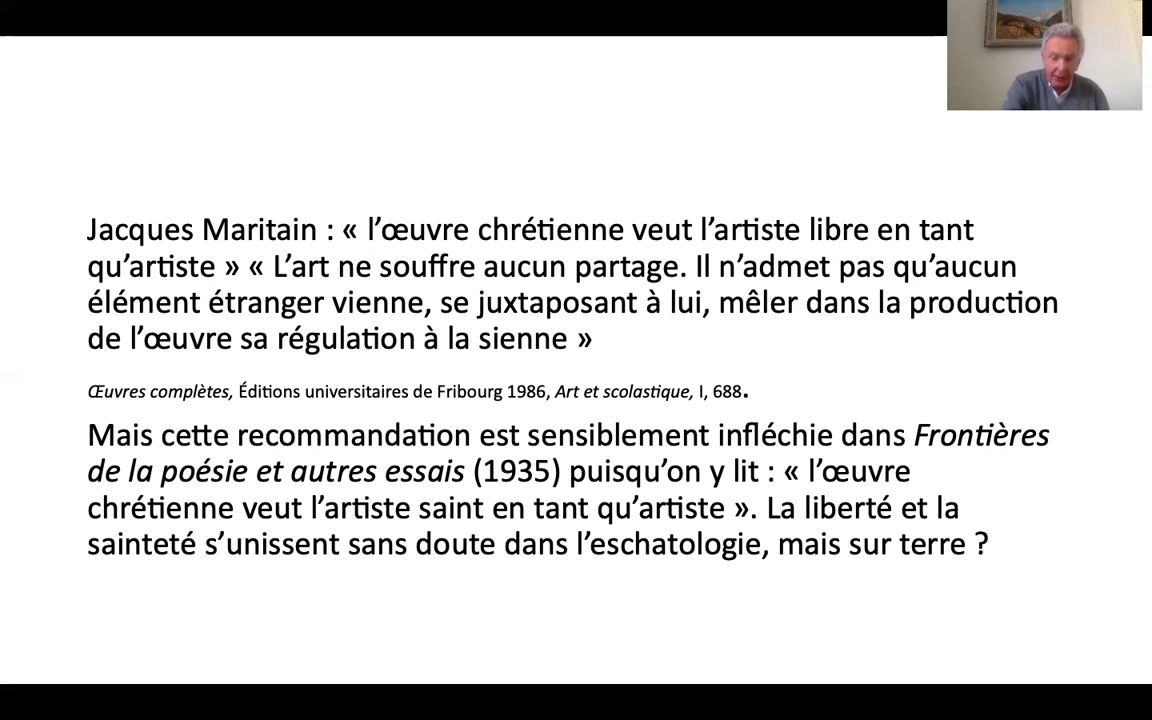 Jacques Maritain : « l’œuvre chrétienne veut l’artiste libre en tant
qu’artiste » « L’art ne souffre aucun partage. Il n’admet pas qu’aucun
élément étranger vienne, se juxtaposant à lui, mêler dans la production
de l’œuvre sa régulation à la sienne »
Œuvres complètes, Éditions universitaires de Fribourg 1986, Art et scolastique, I, 688.
Mais cette recommandation est sensiblement infléchie dans Frontières
de la poésie et autres essais (1935) puisqu’on y lit : « l’œuvre
chrétienne veut l’artiste saint en tant qu’artiste ». La liberté et la
sainteté s’unissent sans doute dans l’eschatologie, mais sur terre ?